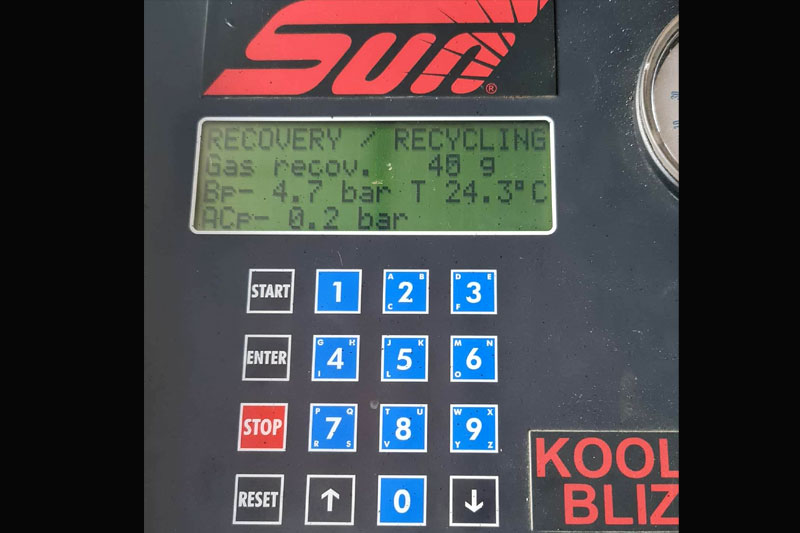 Sun®
RECOVERY / RECYCLING
Gas recov. 40 g
Bp- 4.7 bar T 24.3°C
ACp- 0.2 bar
START 1 A B 2 C D E 3 F
ENTER G H 4 I J K 5 L M N 6 O
STOP P Q 7 R S T U 8 V W X 9 Y Z
RESET ↑ 0 ↓
KOOL
BLIZ